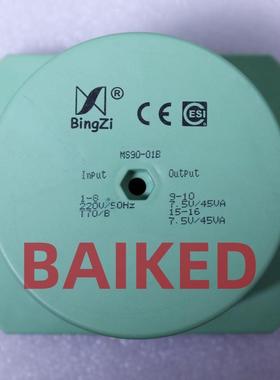 BingZi
®
CE
ESI
MS90-01B
Input Output
1-8 9-10
220V/50Hz 7.5V/45VA
T70/B 15-16
7.5V/45VA
BAIKED